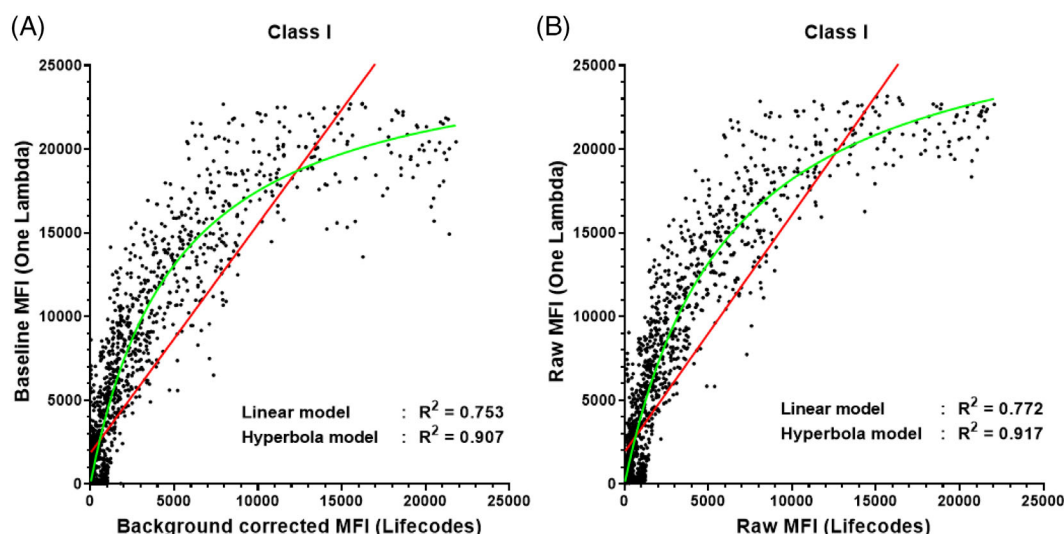 (A)
Class I
25000
20000
15000
10000
5000
0
Baseline MFI (One Lambda)
Linear model : R² = 0.753
Hyperbola model : R² = 0.907
0 5000 10000 15000 20000 25000
Background corrected MFI (Lifecodes)
(B)
Class I
25000
20000
15000
10000
5000
0
Raw MFI (One Lambda)
Linear model : R² = 0.772
Hyperbola model : R² = 0.917
0 5000 10000 15000 20000 25000
Raw MFI (Lifecodes)